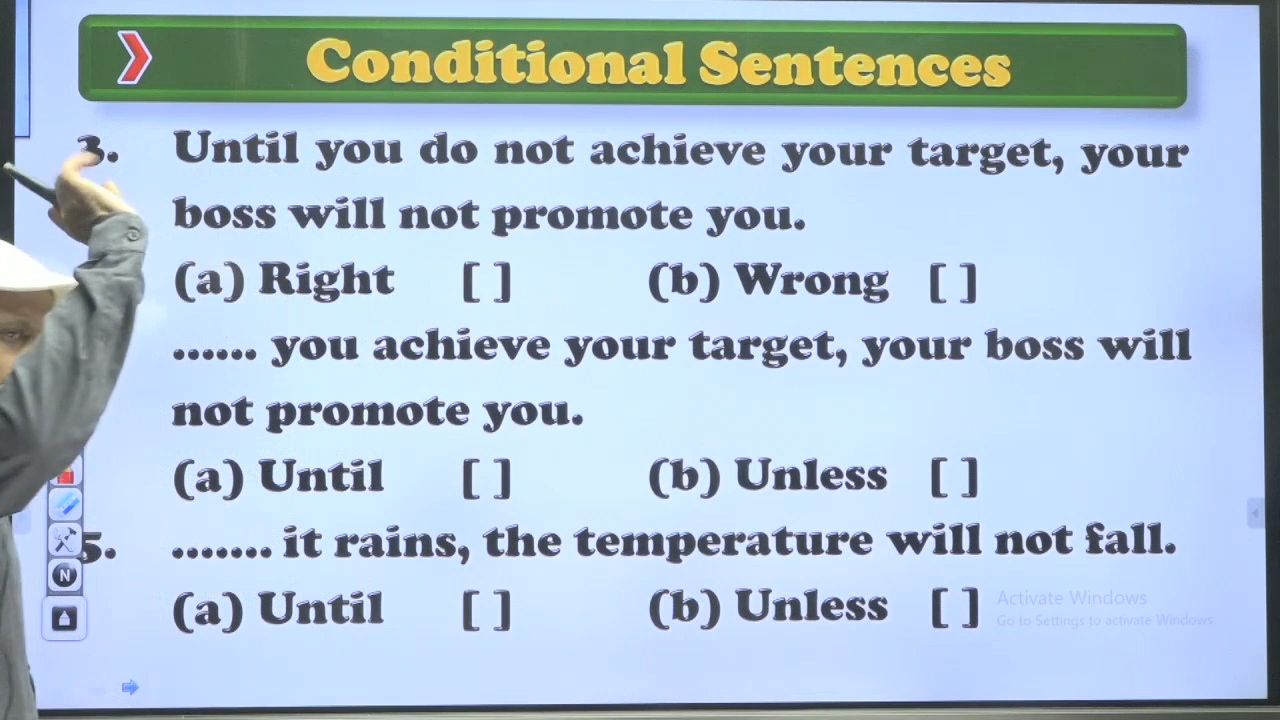 Conditional Sentences
3. Until you do not achieve your target, your
boss will not promote you.
(a) Right [ ] (b) Wrong [ ]
...... you achieve your target, your boss will
not promote you.
(a) Until [ ] (b) Unless [ ]
5. ....... it rains, the temperature will not fall.
(a) Until [ ] (b) Unless [ ]
Activate Windows
Go to Settings to activate Windows.
N